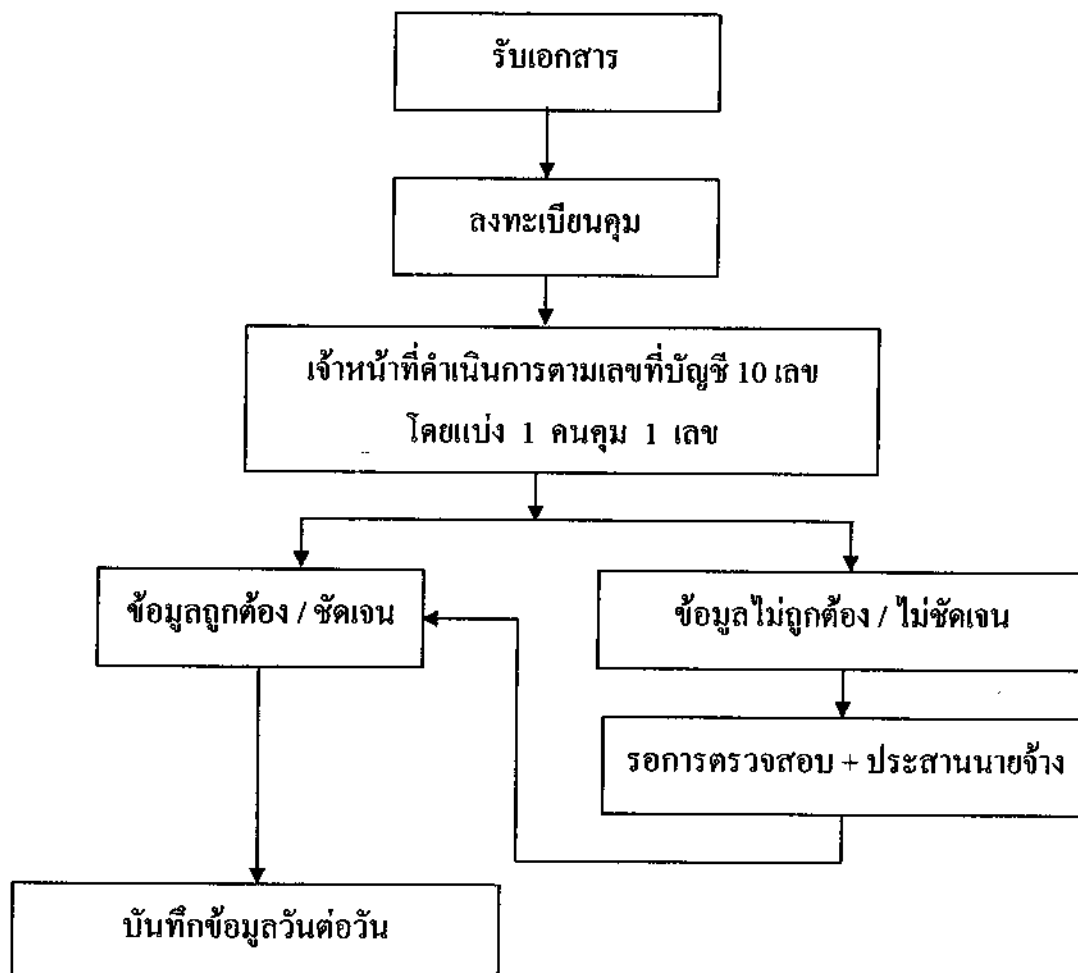 รับเอกสาร
ลงทะเบียนคุม
เจ้าหน้าที่ดำเนินการตามเลขที่บัญชี 10 เลข
โดยแบ่ง 1 คนคุม 1 เลข
ข้อมูลถูกต้อง / ชัดเจน
ข้อมูลไม่ถูกต้อง / ไม่ชัดเจน
รอการตรวจสอบ + ประสานนายจ้าง
บันทึกข้อมูลวันต่อวัน